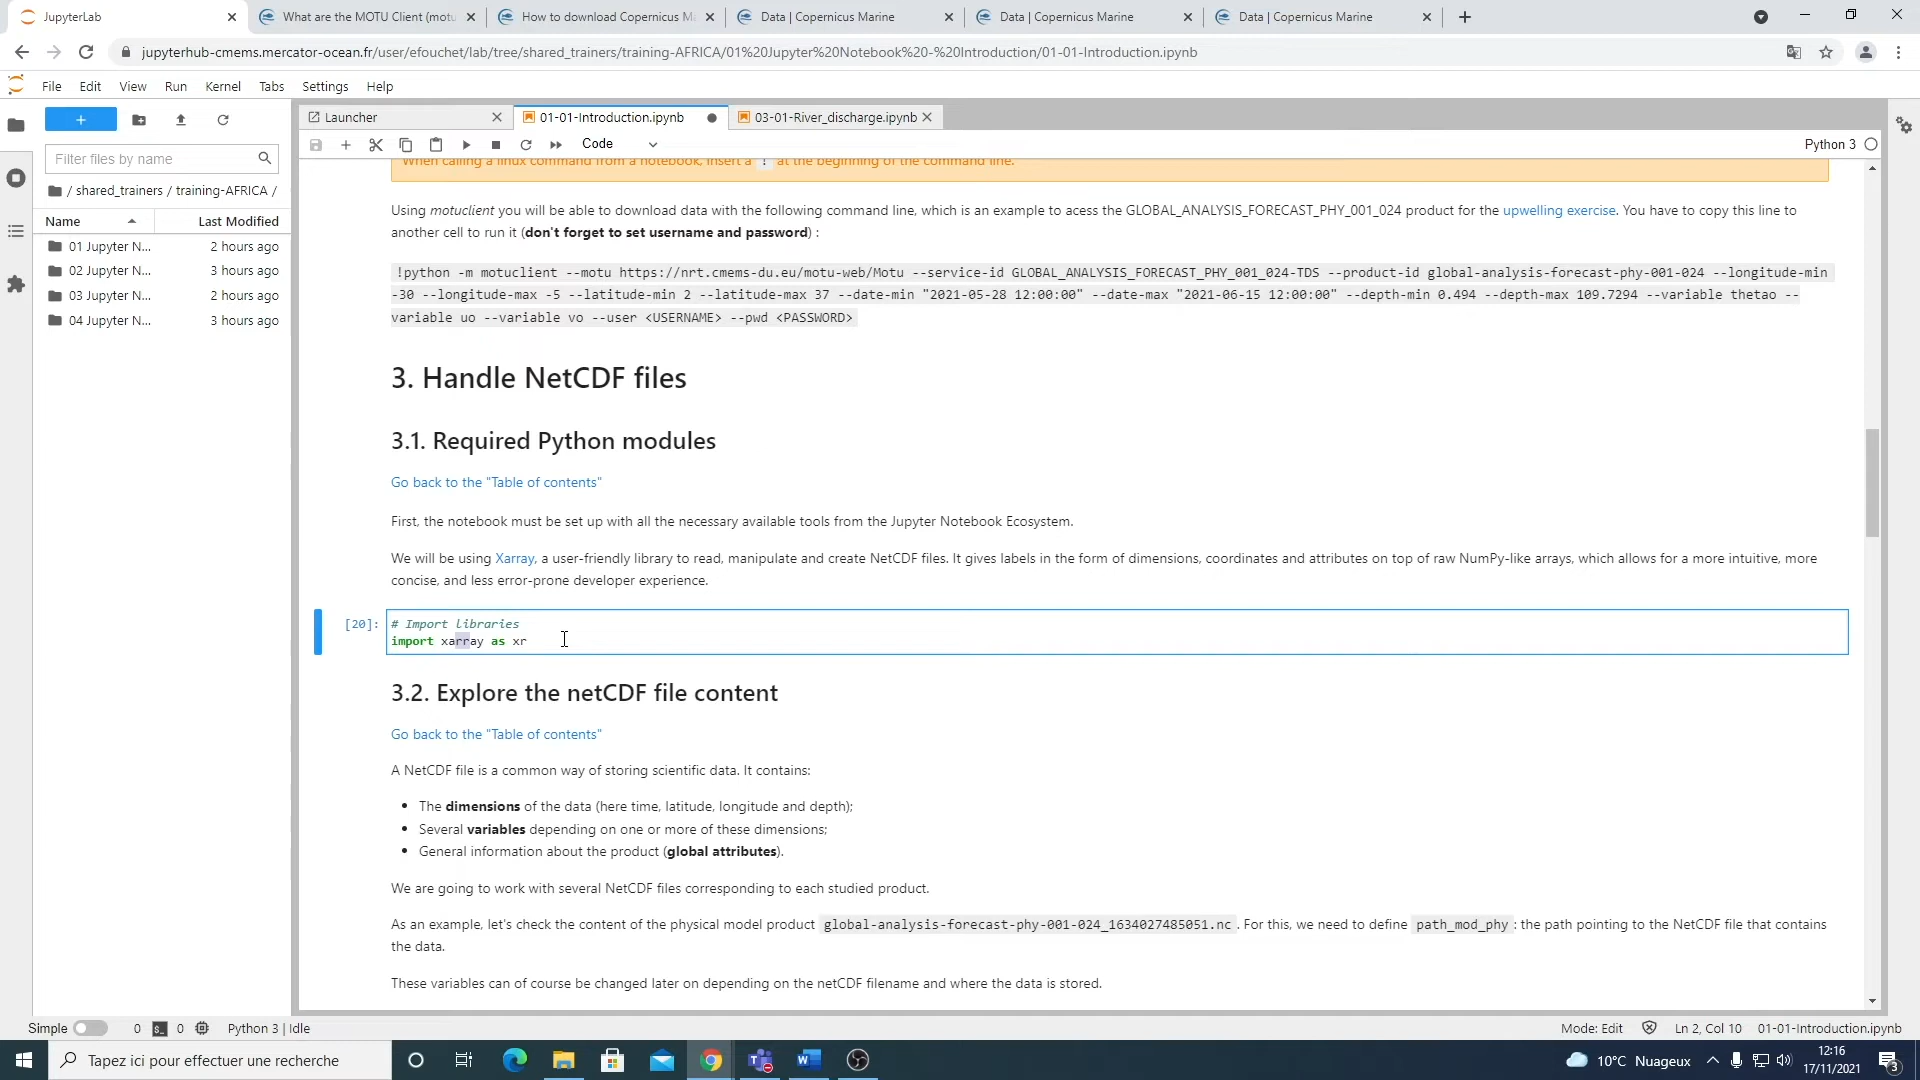 JupyterLab
What are the MOTU Client (motu
How to download Copernicus M
Data | Copernicus Marine
Data | Copernicus Marine
Data | Copernicus Marine
jupyterhub-cmems.mercator-ocean.fr/user/efouchet/lab/tree/shared_trainers/training-AFRICA/01%20Jupyter%20Notebook%20-%20Introduction/01-01-Introduction.ipynb
File Edit View Run Kernel Tabs Settings Help
Launcher
01-01-Introduction.ipynb
03-01-River_discharge.ipynb
Code
Python 3
Filter files by name
/ shared_trainers / training-AFRICA /
Name Last Modified
01 Jupyter N... 2 hours ago
02 Jupyter N... 3 hours ago
03 Jupyter N... 2 hours ago
04 Jupyter N... 3 hours ago
When calling a linux command from a notebook, insert a ! at the beginning of the command line.
Using motuclient you will be able to download data with the following command line, which is an example to acess the GLOBAL_ANALYSIS_FORECAST_PHY_001_024 product for the upwelling exercise. You have to copy this line to
another cell to run it (don't forget to set username and password) :
!python -m motuclient --motu https://nrt.cmems-du.eu/motu-web/Motu --service-id GLOBAL_ANALYSIS_FORECAST_PHY_001_024-TDS --product-id global-analysis-forecast-phy-001-024 --longitude-min
-30 --longitude-max -5 --latitude-min 2 --latitude-max 37 --date-min "2021-05-28 12:00:00" --date-max "2021-06-15 12:00:00" --depth-min 0.494 --depth-max 109.7294 --variable thetao --
variable uo --variable vo --user <USERNAME> --pwd <PASSWORD>
3. Handle NetCDF files
3.1. Required Python modules
Go back to the "Table of contents"
First, the notebook must be set up with all the necessary available tools from the Jupyter Notebook Ecosystem.
We will be using Xarray, a user-friendly library to read, manipulate and create NetCDF files. It gives labels in the form of dimensions, coordinates and attributes on top of raw NumPy-like arrays, which allows for a more intuitive, more
concise, and less error-prone developer experience.
[20]: # Import libraries
import xarray as xr
3.2. Explore the netCDF file content
Go back to the "Table of contents"
A NetCDF file is a common way of storing scientific data. It contains:
• The dimensions of the data (here time, latitude, longitude and depth);
• Several variables depending on one or more of these dimensions;
• General information about the product (global attributes).
We are going to work with several NetCDF files corresponding to each studied product.
As an example, let's check the content of the physical model product global-analysis-forecast-phy-001-024_1634027485051.nc . For this, we need to define path_mod_phy : the path pointing to the NetCDF file that contains
the data.
These variables can of course be changed later on depending on the netCDF filename and where the data is stored.
Simple 0 0 Python 3 | Idle
Mode: Edit Ln 2, Col 10 01-01-Introduction.ipynb
Tapez ici pour effectuer une recherche
10°C Nuageux
12:16
17/11/2021
3